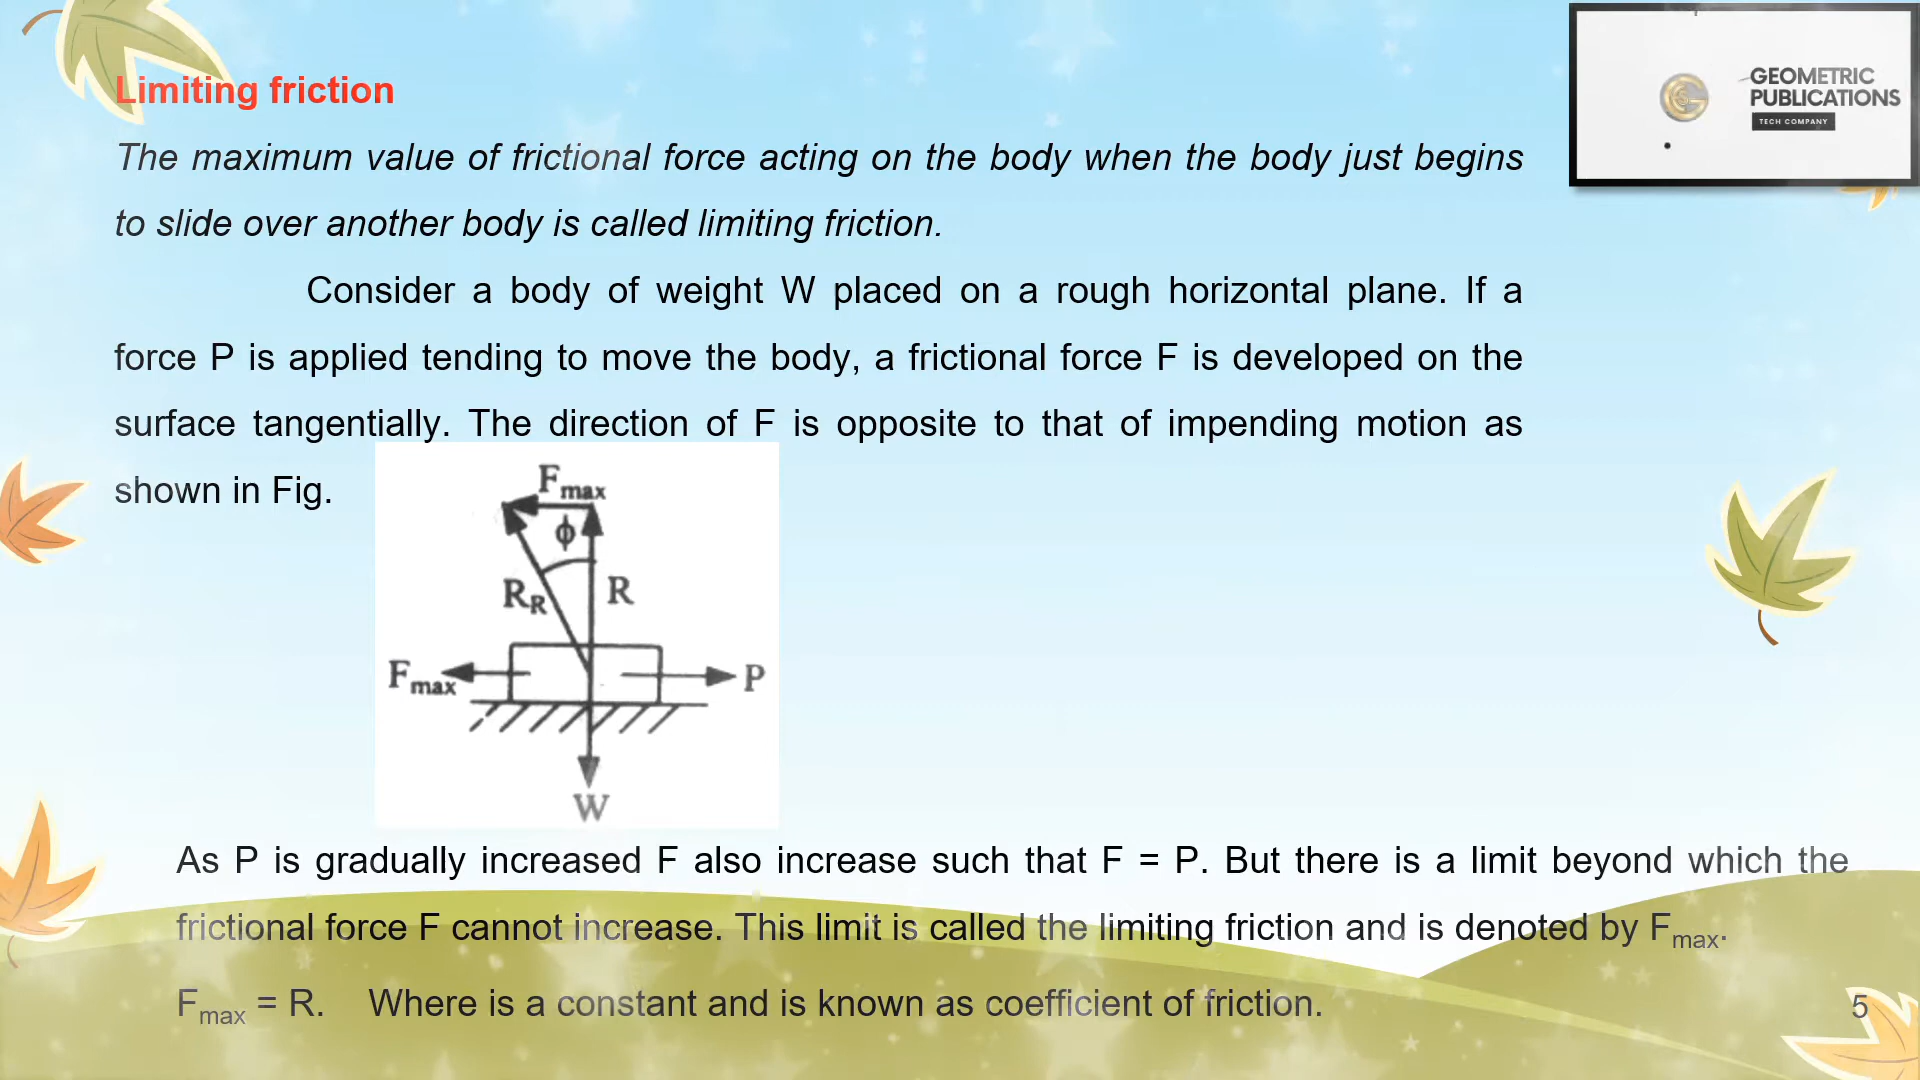 Limiting friction
The maximum value of frictional force acting on the body when the body just begins
to slide over another body is called limiting friction.
Consider a body of weight W placed on a rough horizontal plane. If a
force P is applied tending to move the body, a frictional force F is developed on the
surface tangentially. The direction of F is opposite to that of impending motion as
shown in Fig.
Fmax
ϕ
RR
R
Fmax
P
W
As P is gradually increased F also increase such that F = P. But there is a limit beyond which the
frictional force F cannot increase. This limit is called the limiting friction and is denoted by Fmax.
Fmax = R. Where is a constant and is known as coefficient of friction.
5
GEOMETRIC
PUBLICATIONS
TECH COMPANY